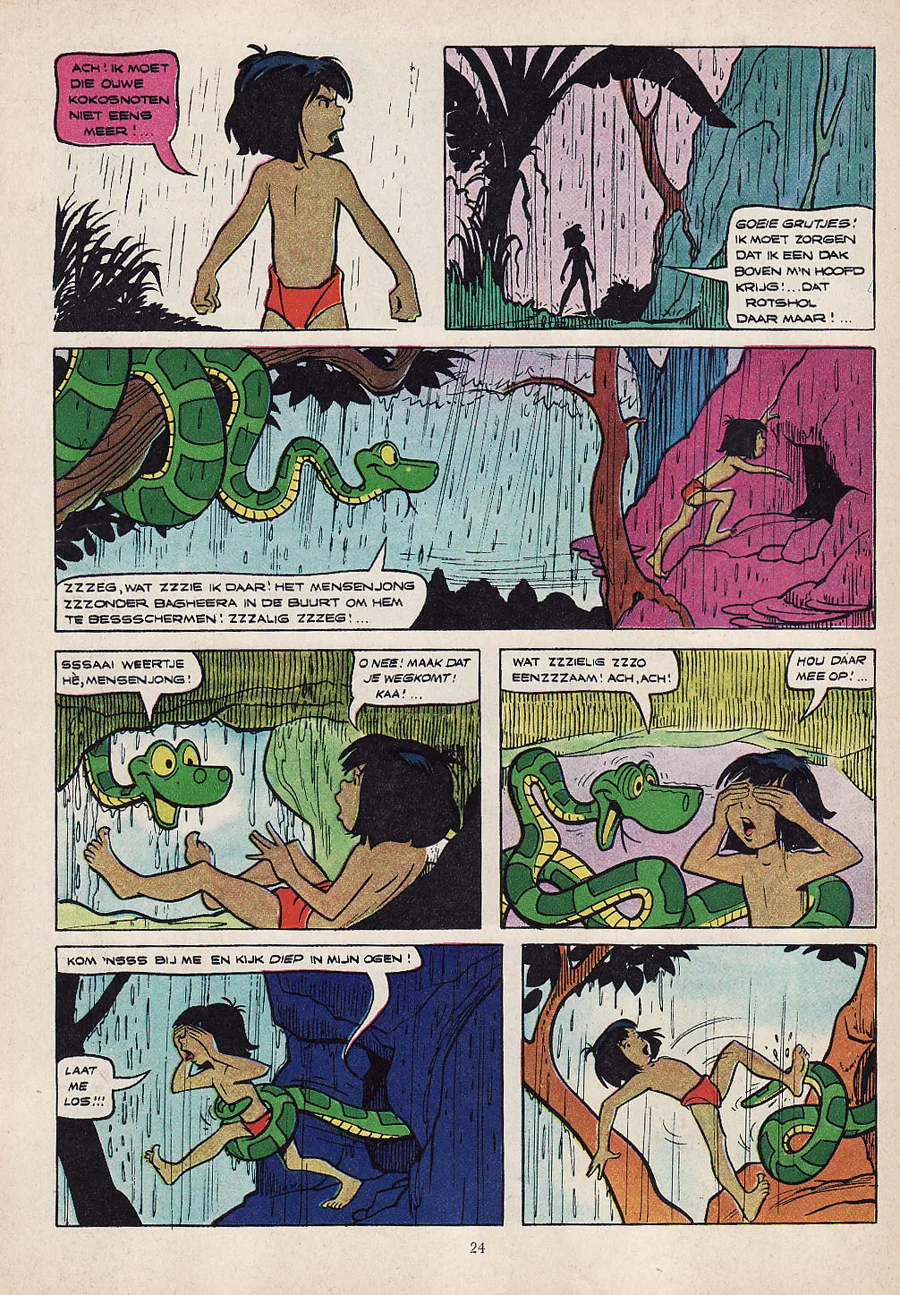 ACH! IK MOET
DIE OUWE
KOKOSNOTEN
NIET EENS
MEER!...
GOEIE GRUTJES!
IK MOET ZORGEN
DAT IK EEN DAK
BOVEN M'N HOOFD
KRIJG!...DAT
ROTSHOL
DAAR MAAR!...
ZZZEG, WAT ZZZIE IK DAAR! HET MENSENJONG
ZZZONDER BAGHEERA IN DE BUURT OM HEM
TE BESSSCHERMEN! ZZZALIG ZZZEG!...
SSSAAI WEERTJE
HÈ, MENSENJONG!
O NEE! MAAK DAT
JE WEGKOMT!
KAA!...
WAT ZZZIELIG ZZZO
EENZZZAAM! ACH, ACH!
HOU DAAR
MEE OP!...
KOM 'NSSS BIJ ME EN KIJK DIEP IN MIJN OGEN!
LAAT
ME
LOS!!!
24